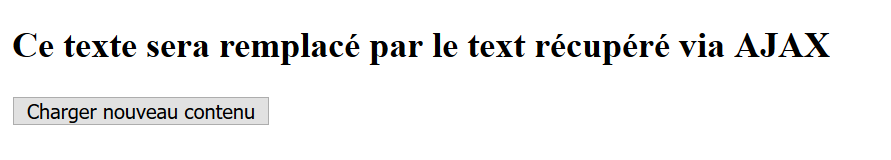 Ce texte sera remplacé par le text récupéré via AJAX
Charger nouveau contenu